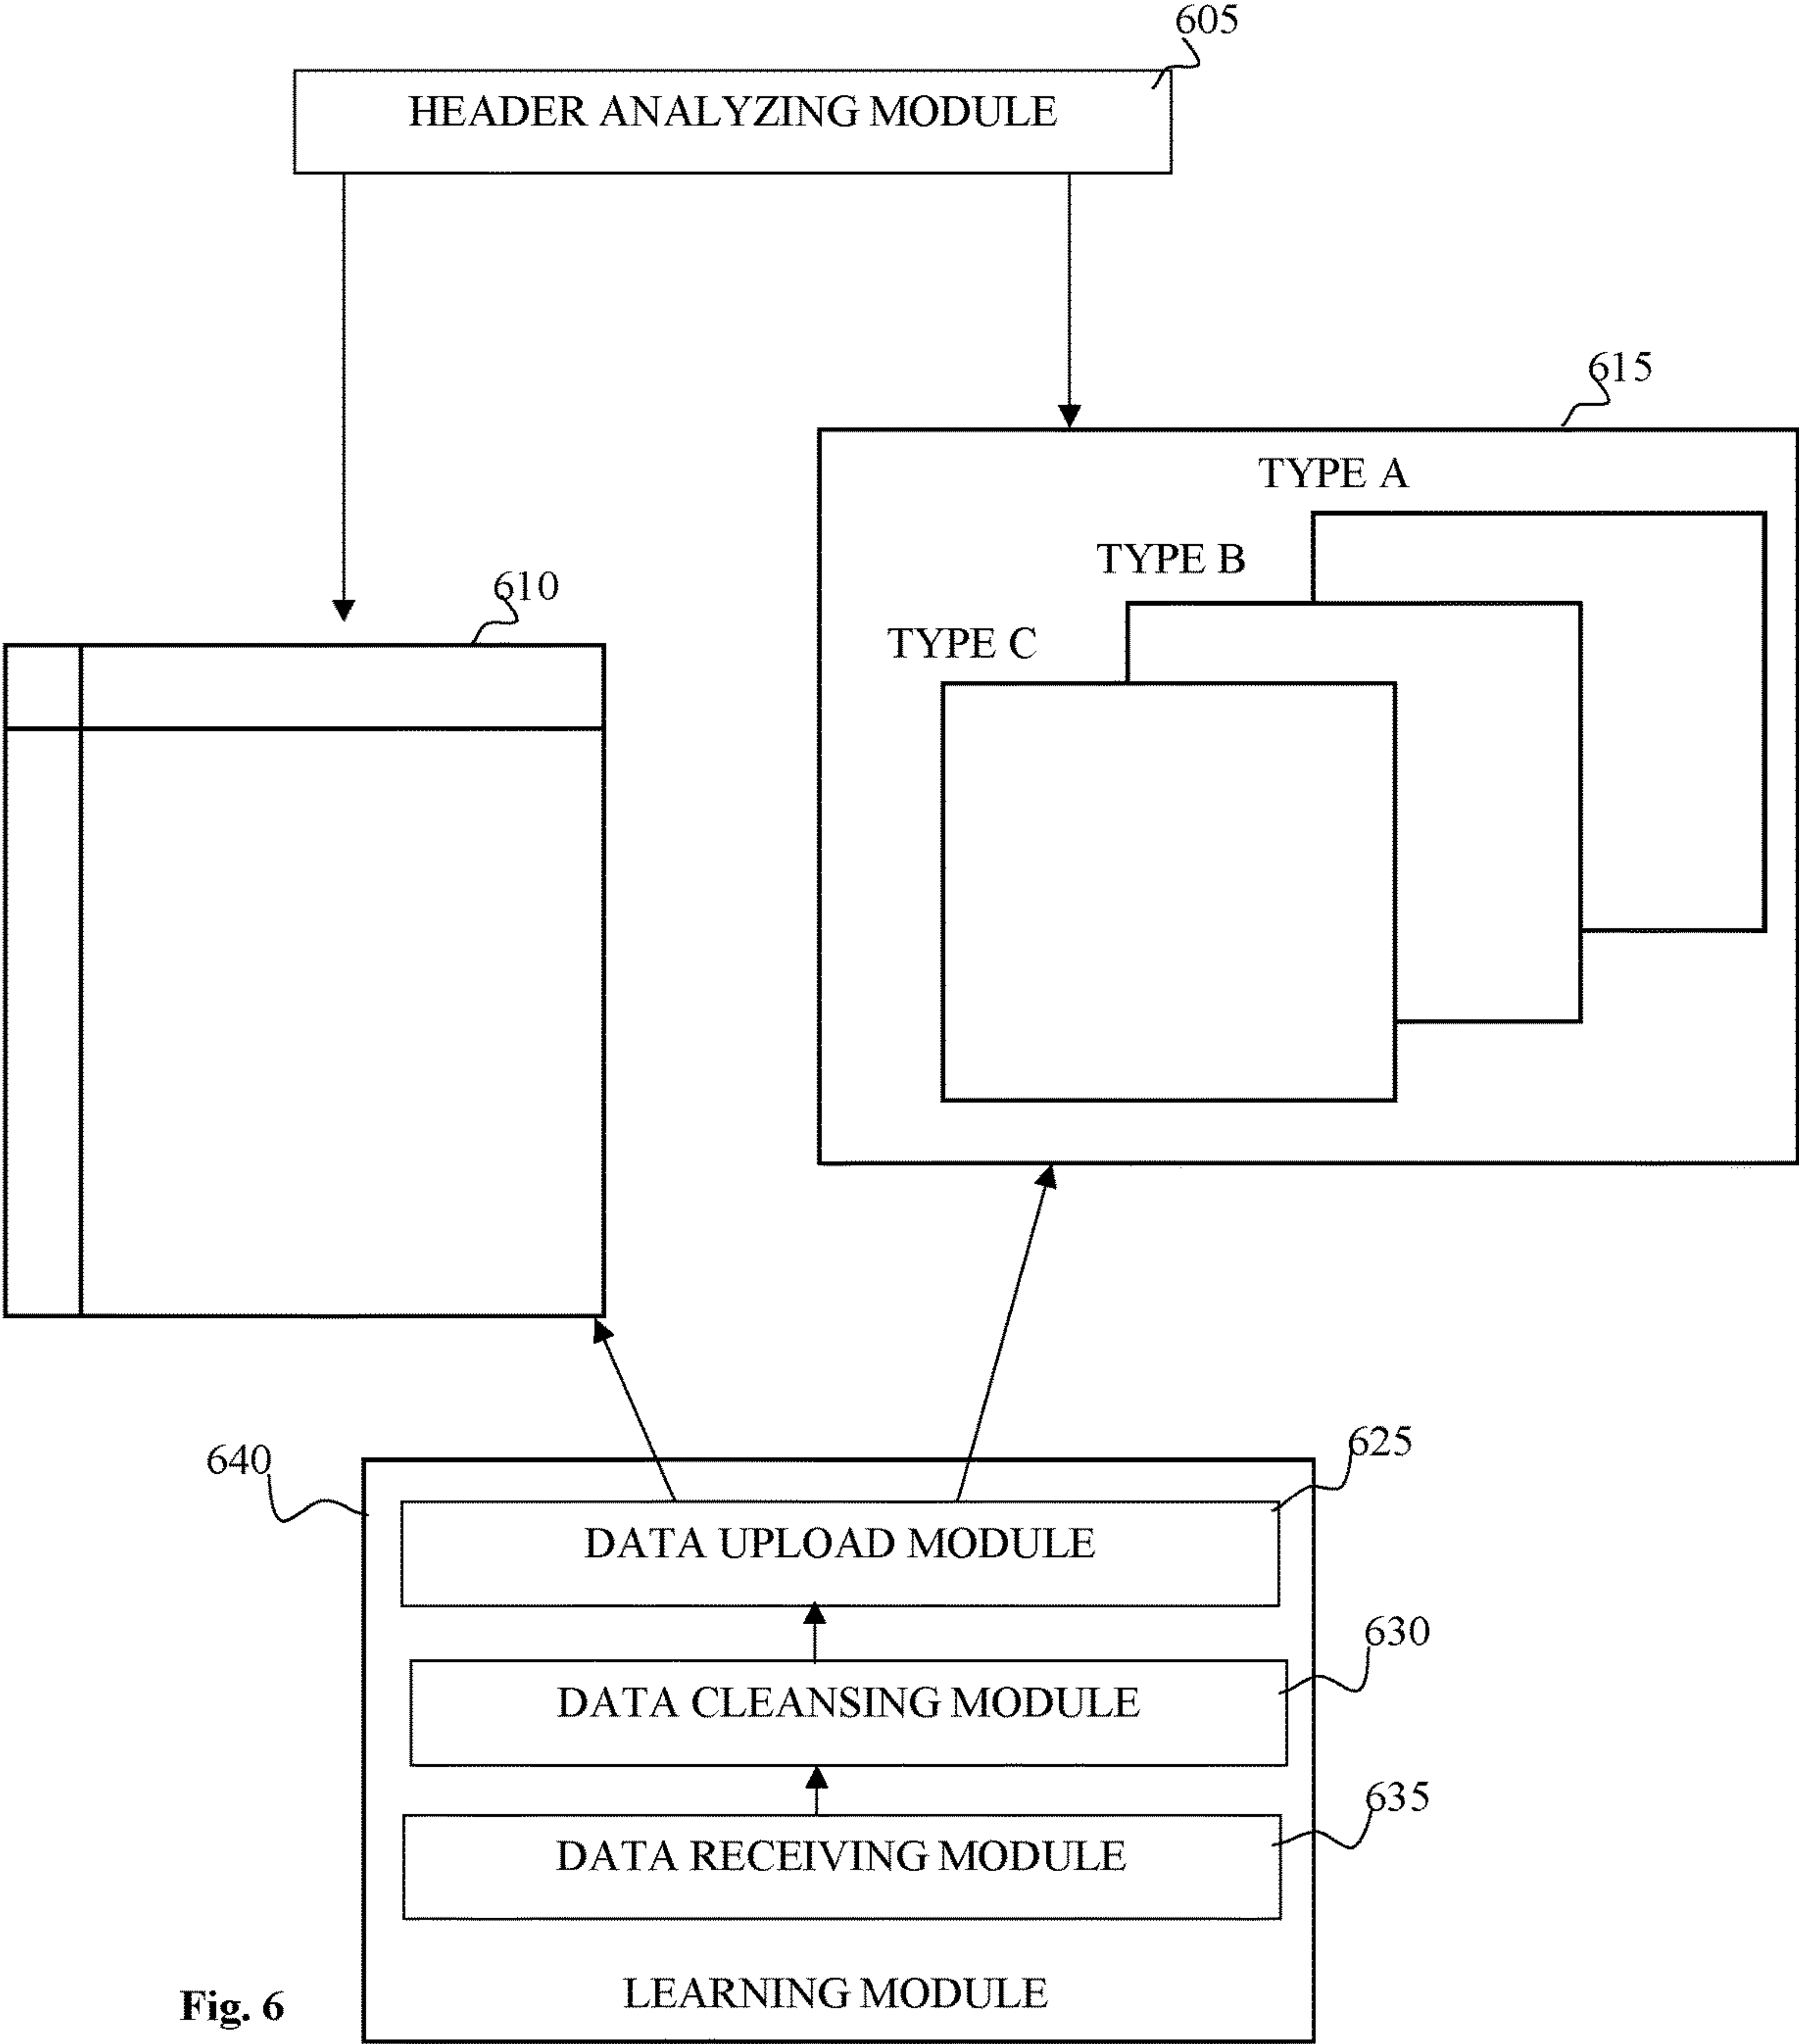 605
HEADER ANALYZING MODULE
615
TYPE A
TYPE B
610
TYPE C
625
640
DATA UPLOAD MODULE
630
DATA CLEANSING MODULE
635
DATA RECEIVING MODULE
LEARNING MODULE
Fig. 6